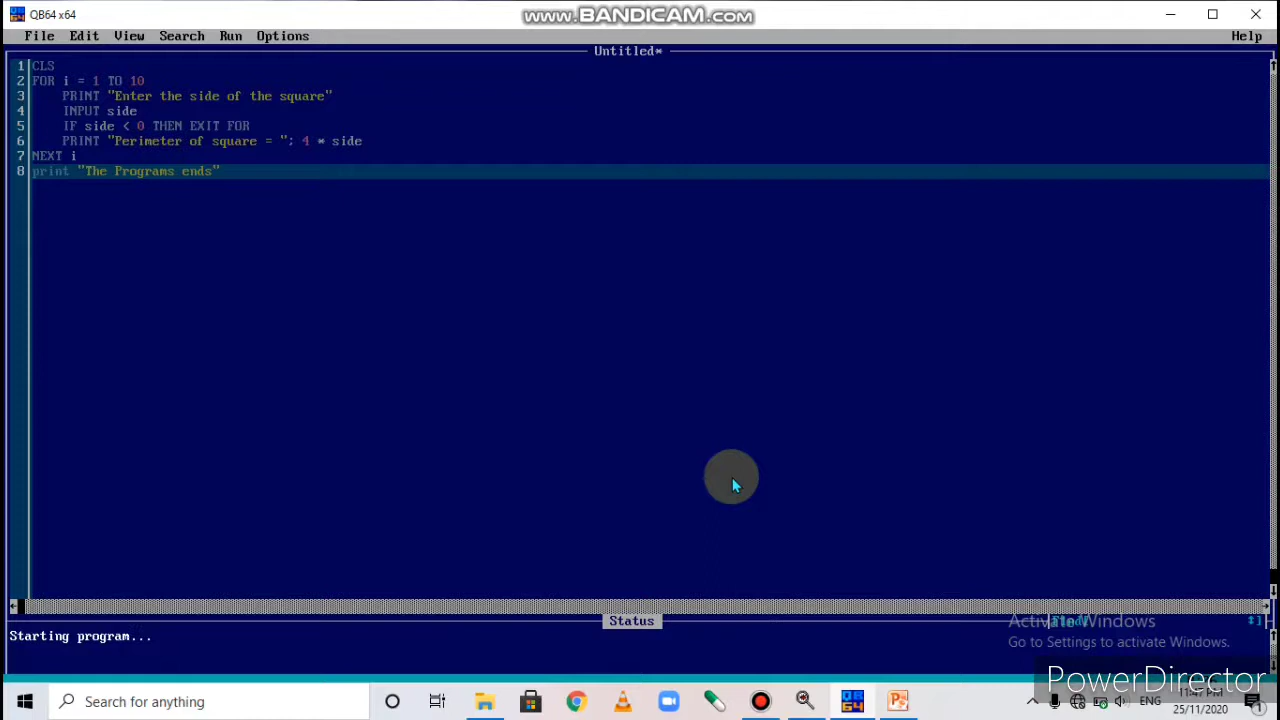 www.BANDICAM.com
QB64 x64
File Edit View Search Run Options Help
Untitled*
1 CLS
2 FOR i = 1 TO 10
3 PRINT "Enter the side of the square"
4 INPUT side
5 IF side < 0 THEN EXIT FOR
6 PRINT "Perimeter of square = "; 4 * side
7 NEXT i
8 print "The Programs ends"
Status
Activate Windows
Starting program...
Go to Settings to activate Windows.
PowerDirector
Search for anything
ENG
25/11/2020